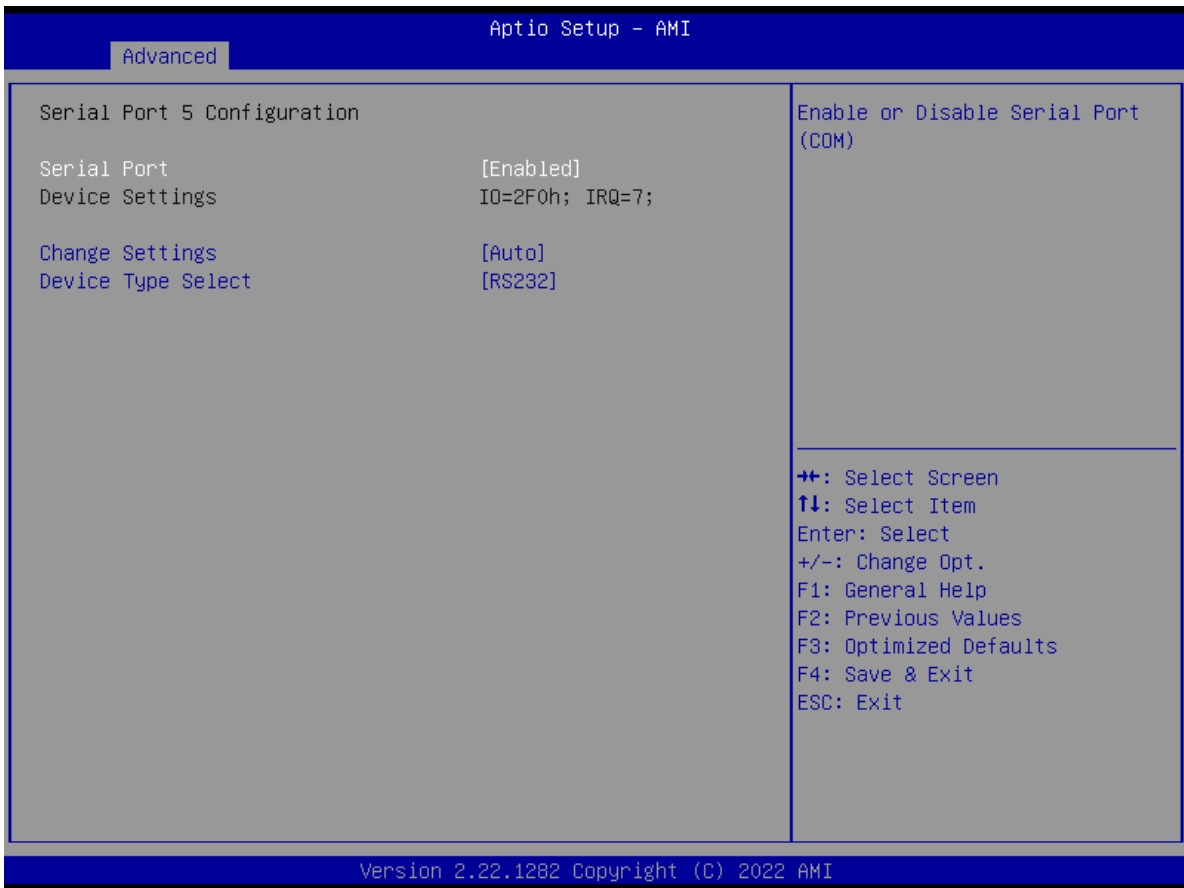 Aptio Setup – AMI
Advanced
Serial Port 5 Configuration
Serial Port [Enabled]
Device Settings IO=2F0h; IRQ=7;
Change Settings [Auto]
Device Type Select [RS232]
Enable or Disable Serial Port
(COM)
→←: Select Screen
↑↓: Select Item
Enter: Select
+/-: Change Opt.
F1: General Help
F2: Previous Values
F3: Optimized Defaults
F4: Save & Exit
ESC: Exit
Version 2.22.1282 Copyright (C) 2022 AMI